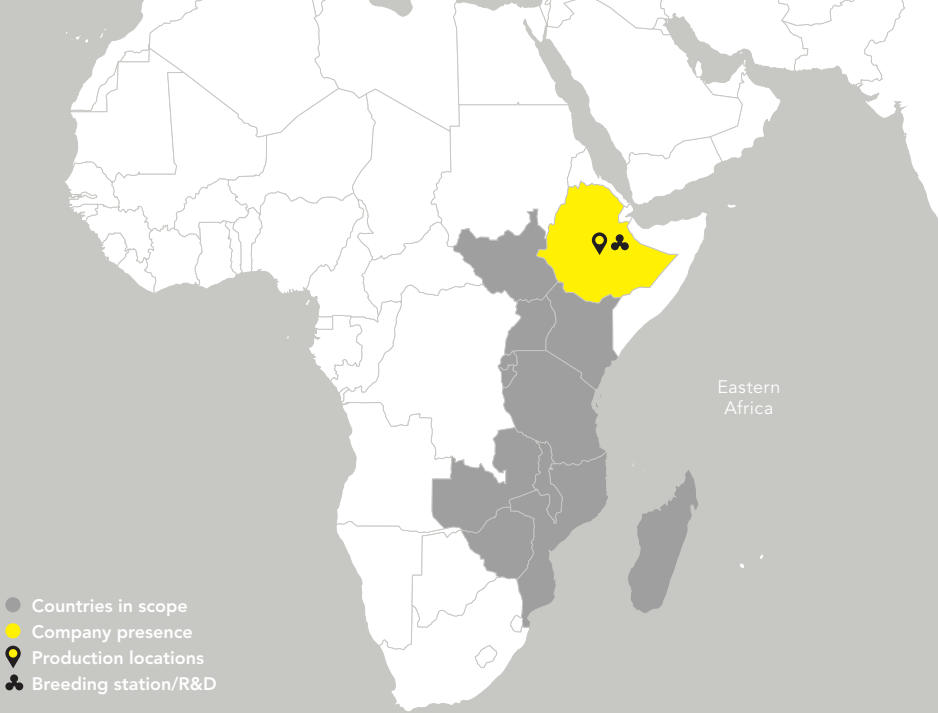 Eastern
Africa
Countries in scope
Company presence
Production locations
Breeding station/R&D